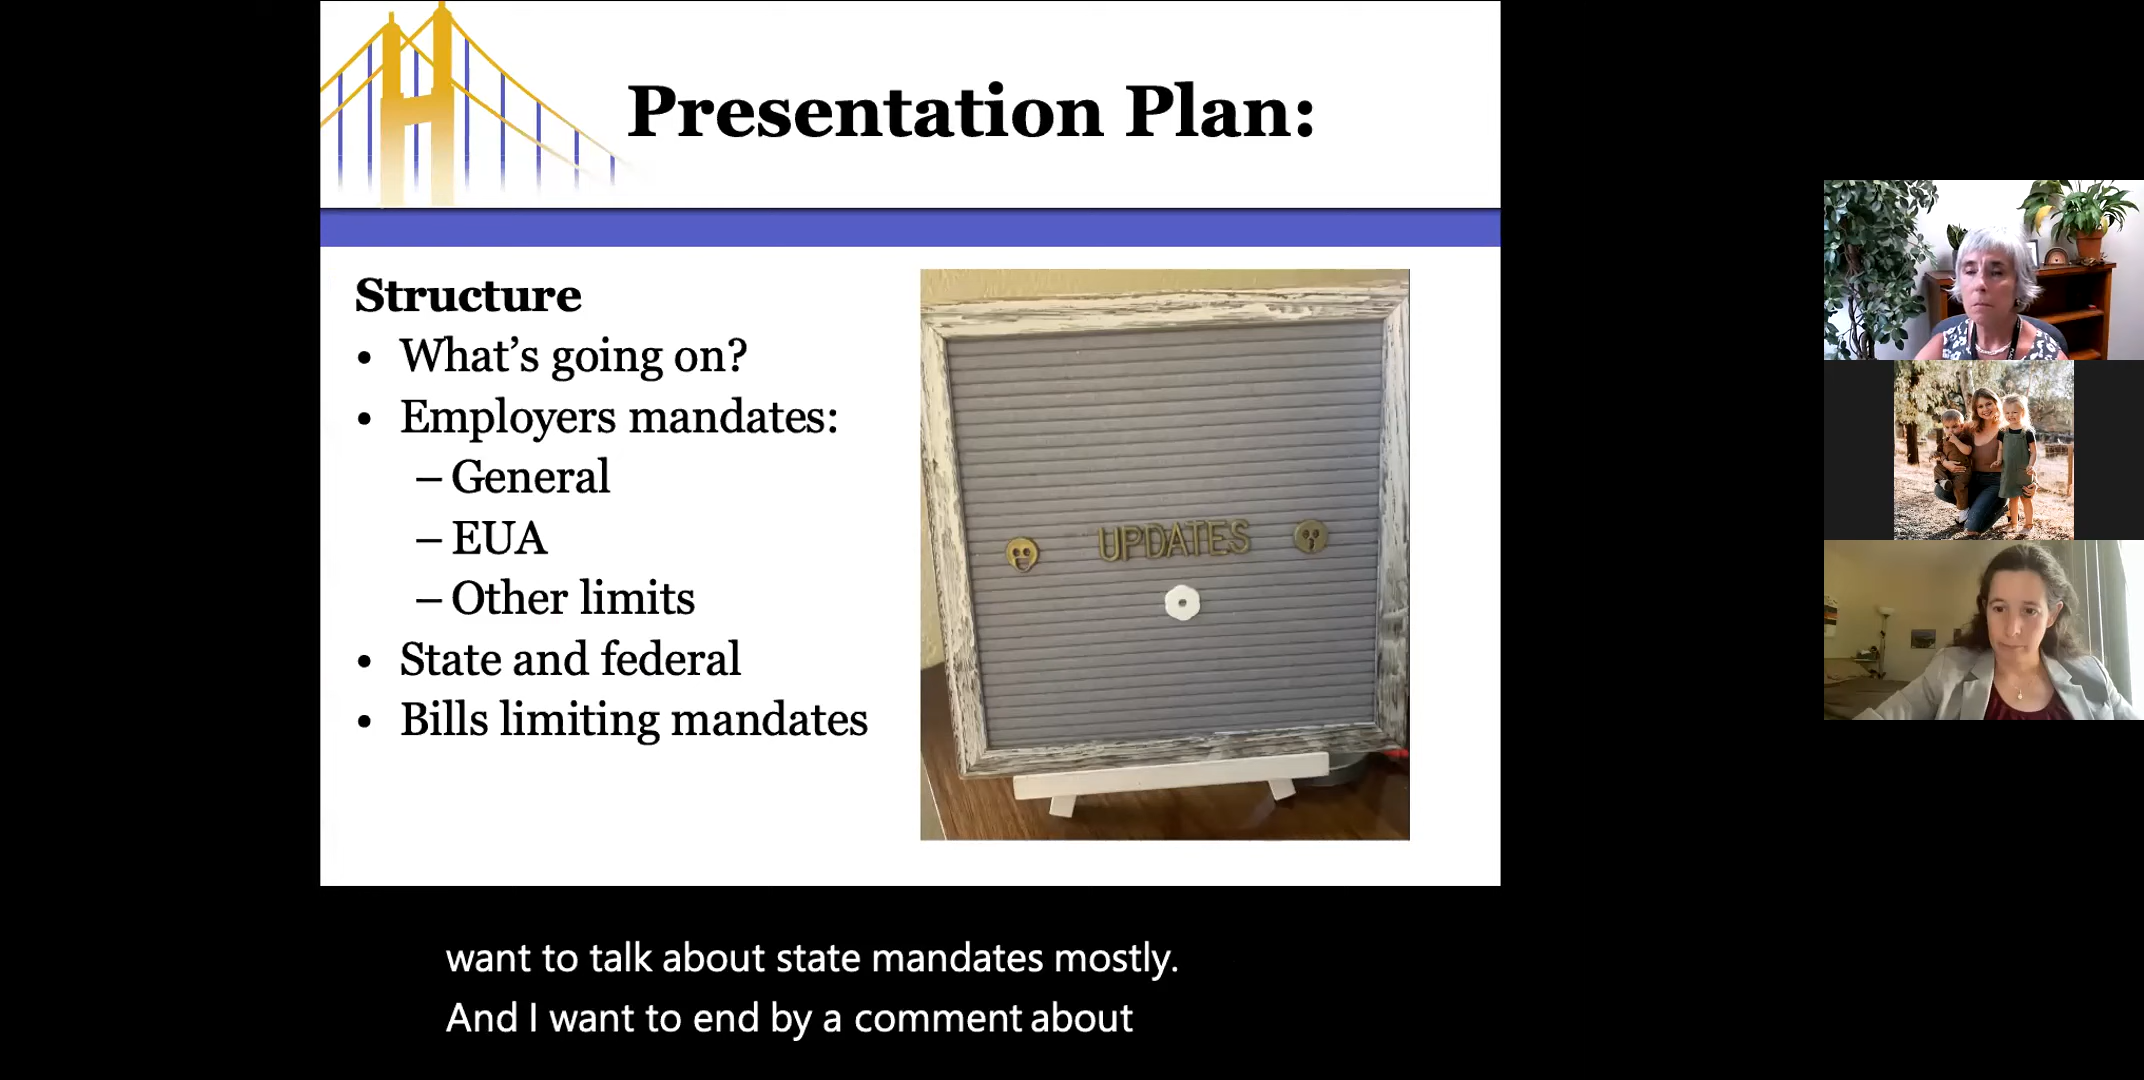 Presentation Plan:
Structure
• What’s going on?
• Employers mandates:
– General
– EUA
– Other limits
• State and federal
• Bills limiting mandates
UPDATES
want to talk about state mandates mostly.
And I want to end by a comment about